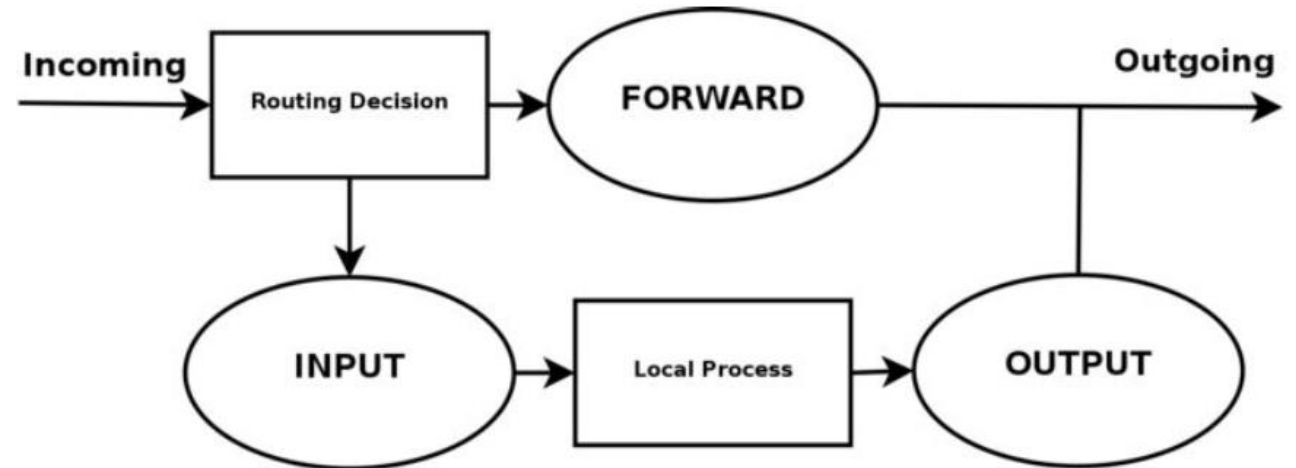 Incoming
Routing Decision
FORWARD
Outgoing
INPUT
Local Process
OUTPUT